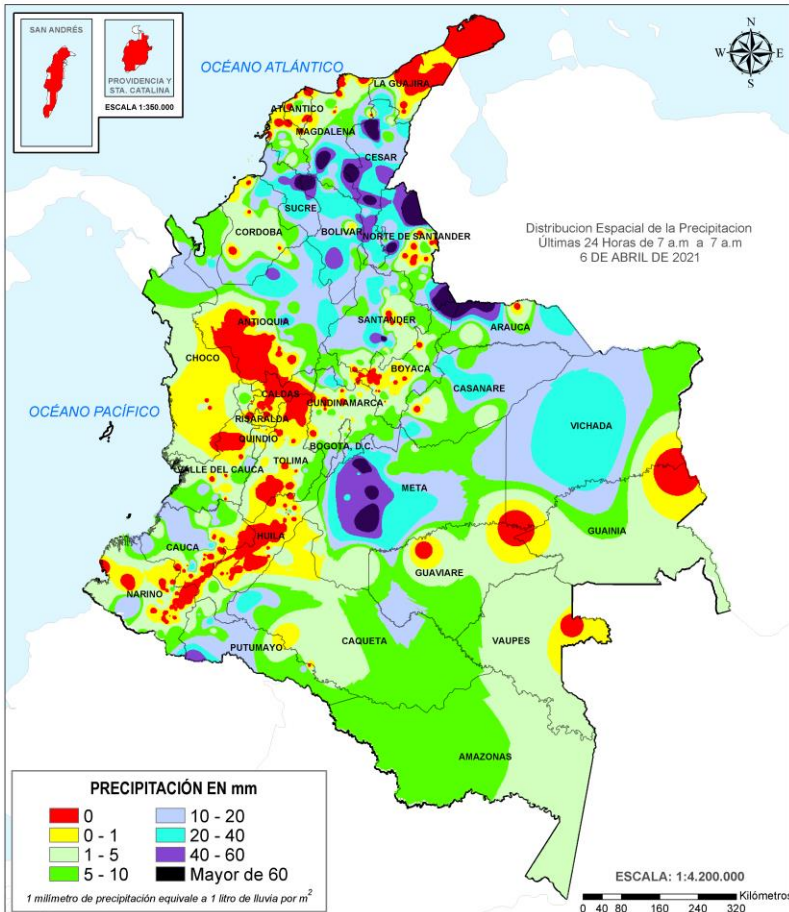 SAN ANDRÉS
PROVIDENCIA Y
STA. CATALINA
ESCALA 1:350.000
N
W
E
S
OCÉANO ATLÁNTICO
LA GUAJIRA
ATLANTICO
MAGDALENA
CESAR
SUCRE
CORDOBA
BOLIVAR
NORTE DE SANTANDER
Distribucion Espacial de la Precipitacion
Últimas 24 Horas de 7 a.m a 7 a.m
6 DE ABRIL DE 2021
ANTIOQUIA
SANTANDER
ARAUCA
CHOCO
BOYACA
CASANARE
CALDAS
CUNDINAMARCA
OCÉANO PACÍFICO
RISARALDA
VICHADA
QUINDIO
BOGOTA, D.C.
TOLIMA
VALLE DEL CAUCA
META
GUAINIA
HUILA
CAUCA
GUAVIARE
NARINO
CAQUETA
VAUPES
PUTUMAYO
AMAZONAS
PRECIPITACIÓN EN mm
0
10 - 20
0 - 1
20 - 40
1 - 5
40 - 60
5 - 10
Mayor de 60
1 milímetro de precipitación equivale a 1 litro de lluvia por m²
ESCALA: 1:4.200.000
Kilómetros
0 40 80 160 240 320